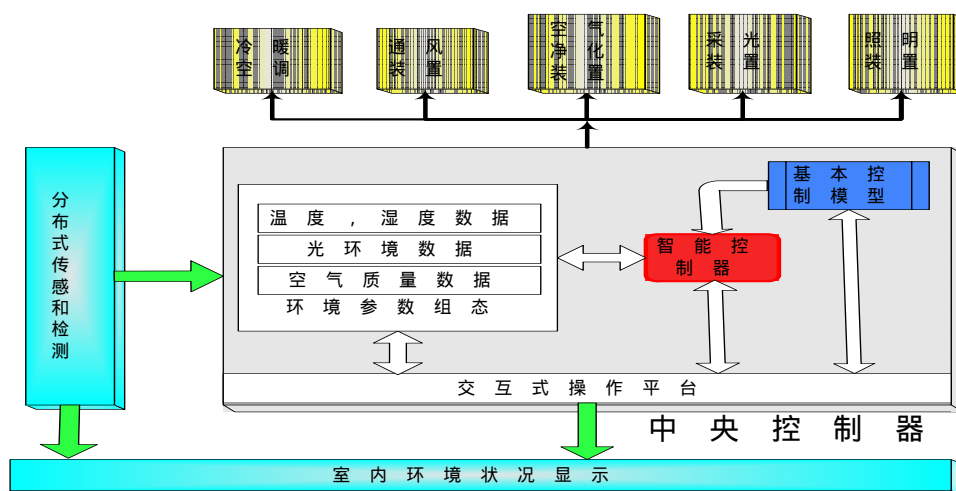 冷 暖
空 调
通 风
装 置
空 气
净 化
装 置
采 光
装 置
照 明
装 置
分布式传感和检测
基 本 控
制 模 型
温 度 , 湿 度 数 据
智 能 控
制 器
光 环 境 数 据
空 气 质 量 数 据
环 境 参 数 组 态
交 互 式 操 作 平 台
中 央 控 制 器
室 内 环 境 状 况 显 示